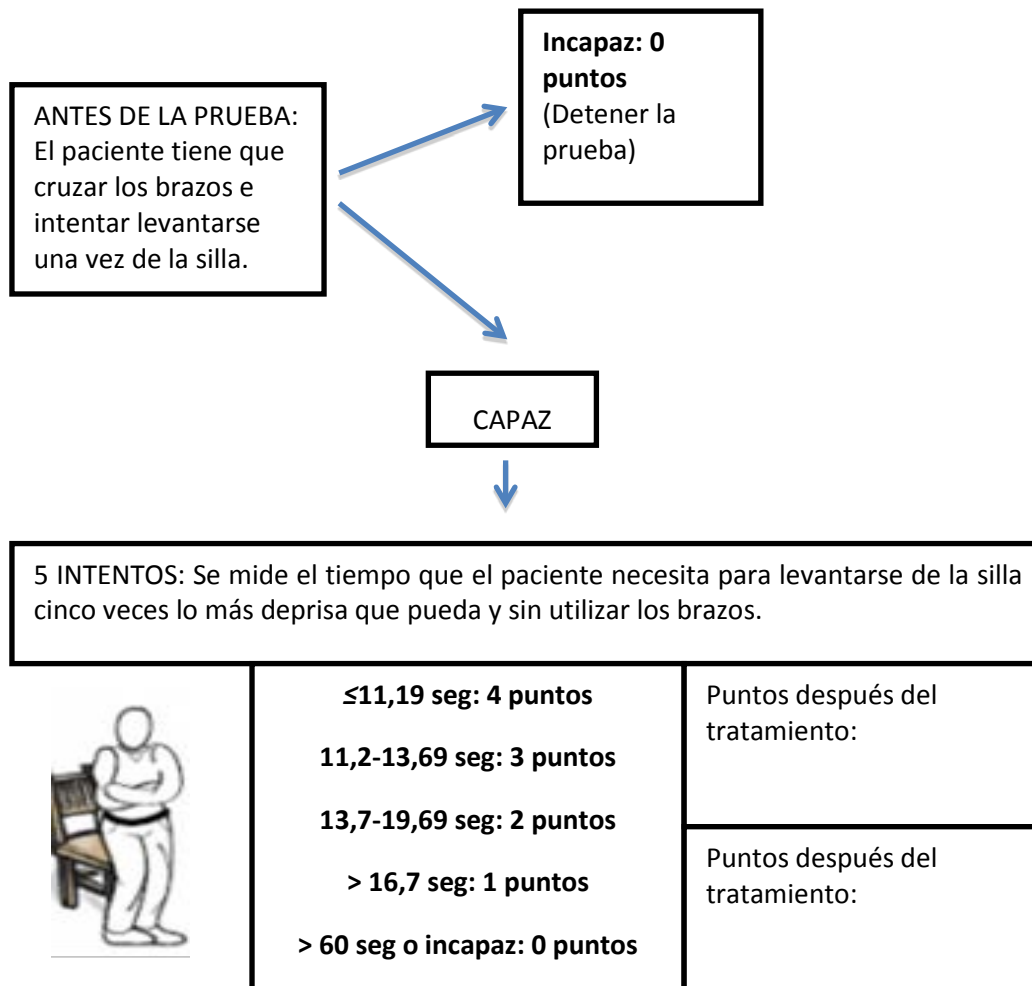 Incapaz: 0
puntos
(Detener la
prueba)
ANTES DE LA PRUEBA:
El paciente tiene que
cruzar los brazos e
intentar levantarse
una vez de la silla.
CAPAZ
5 INTENTOS: Se mide el tiempo que el paciente necesita para levantarse de la silla
cinco veces lo más deprisa que pueda y sin utilizar los brazos.
≤11,19 seg: 4 puntos
11,2-13,69 seg: 3 puntos
13,7-19,69 seg: 2 puntos
> 16,7 seg: 1 puntos
> 60 seg o incapaz: 0 puntos
Puntos después del
tratamiento:
Puntos después del
tratamiento: